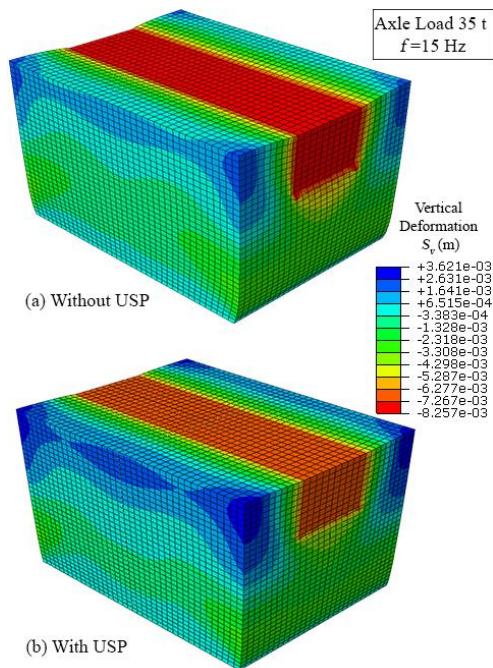 Axle Load 35 t
f=15 Hz
Vertical
Deformation
Sv (m)
+3.621e-03
+2.631e-03
+1.641e-03
+6.515e-04
-3.383e-04
-1.328e-03
-2.318e-03
-3.308e-03
-4.298e-03
-5.287e-03
-6.277e-03
-7.267e-03
-8.257e-03
(a) Without USP
(b) With USP